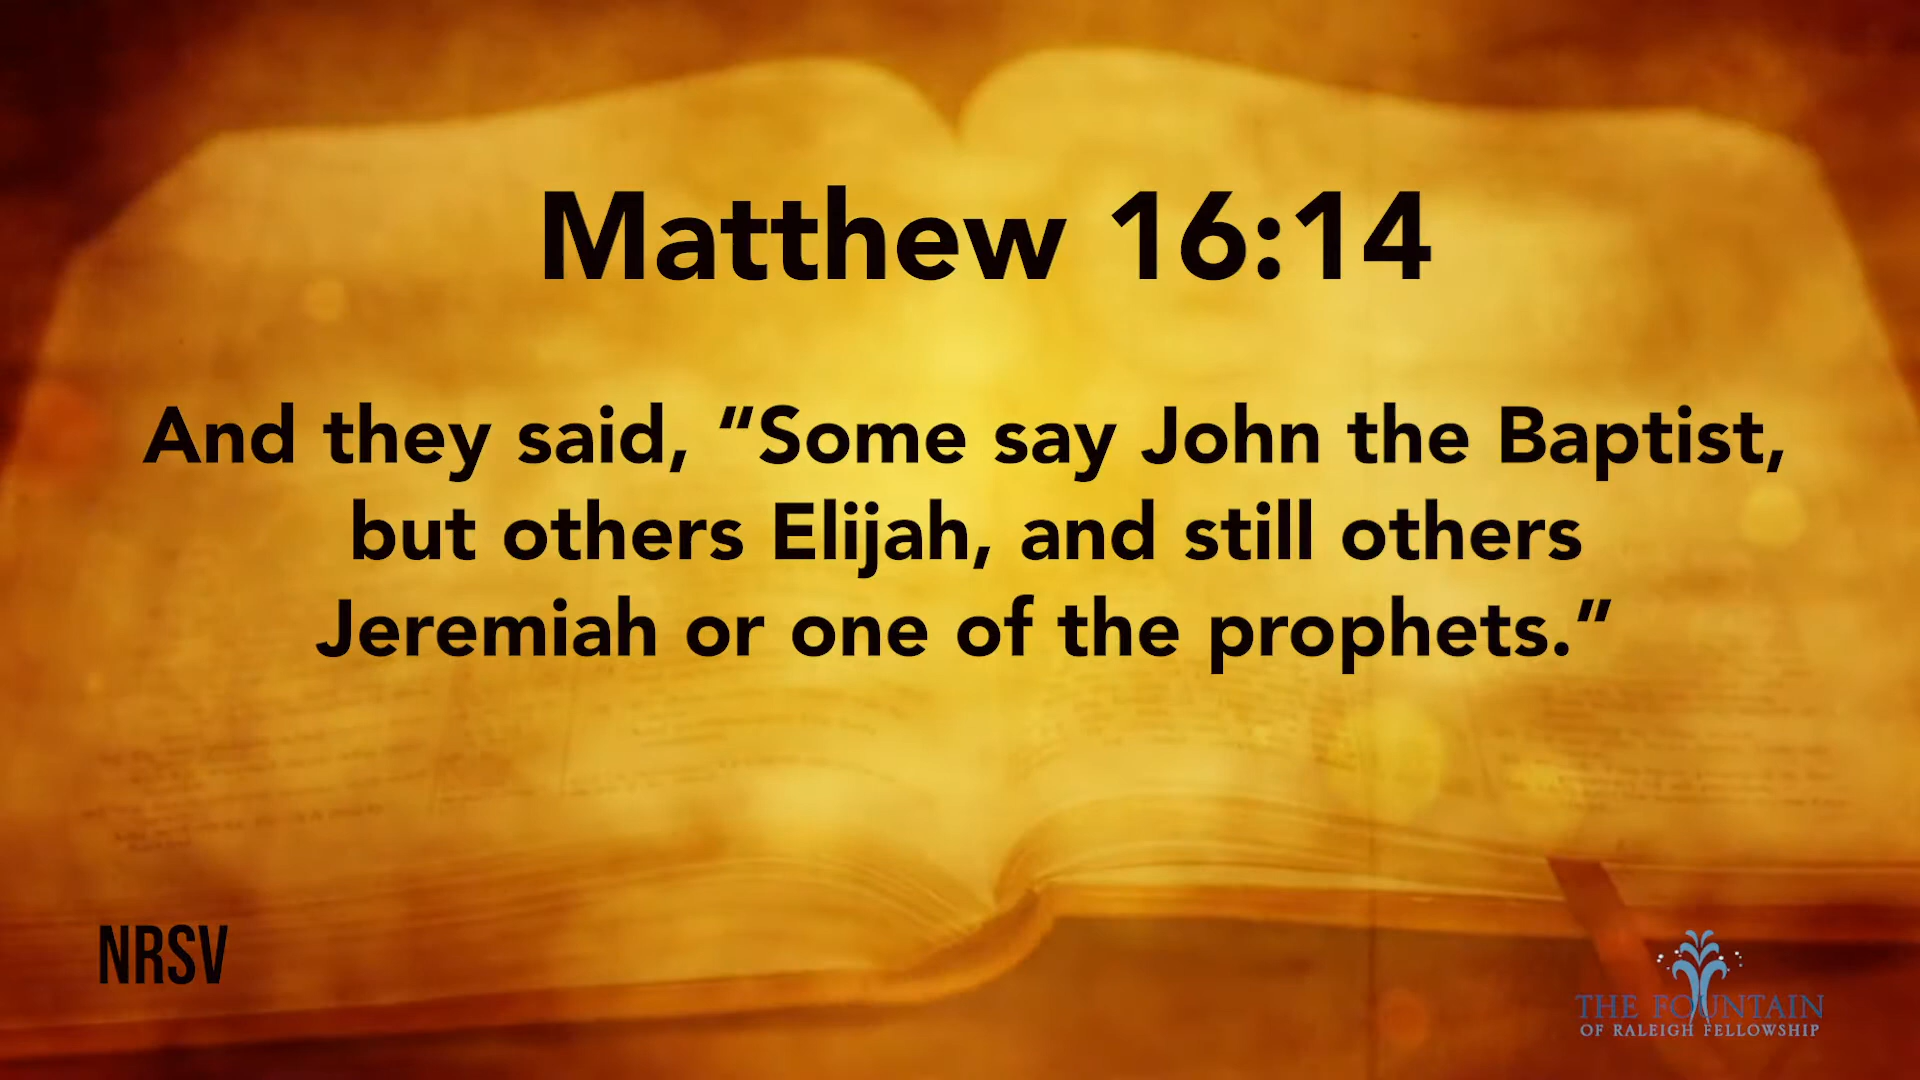 Matthew 16:14
And they said, “Some say John the Baptist,
but others Elijah, and still others
Jeremiah or one of the prophets.”
NRSV
THE FOUNTAIN
OF RALEIGH FELLOWSHIP